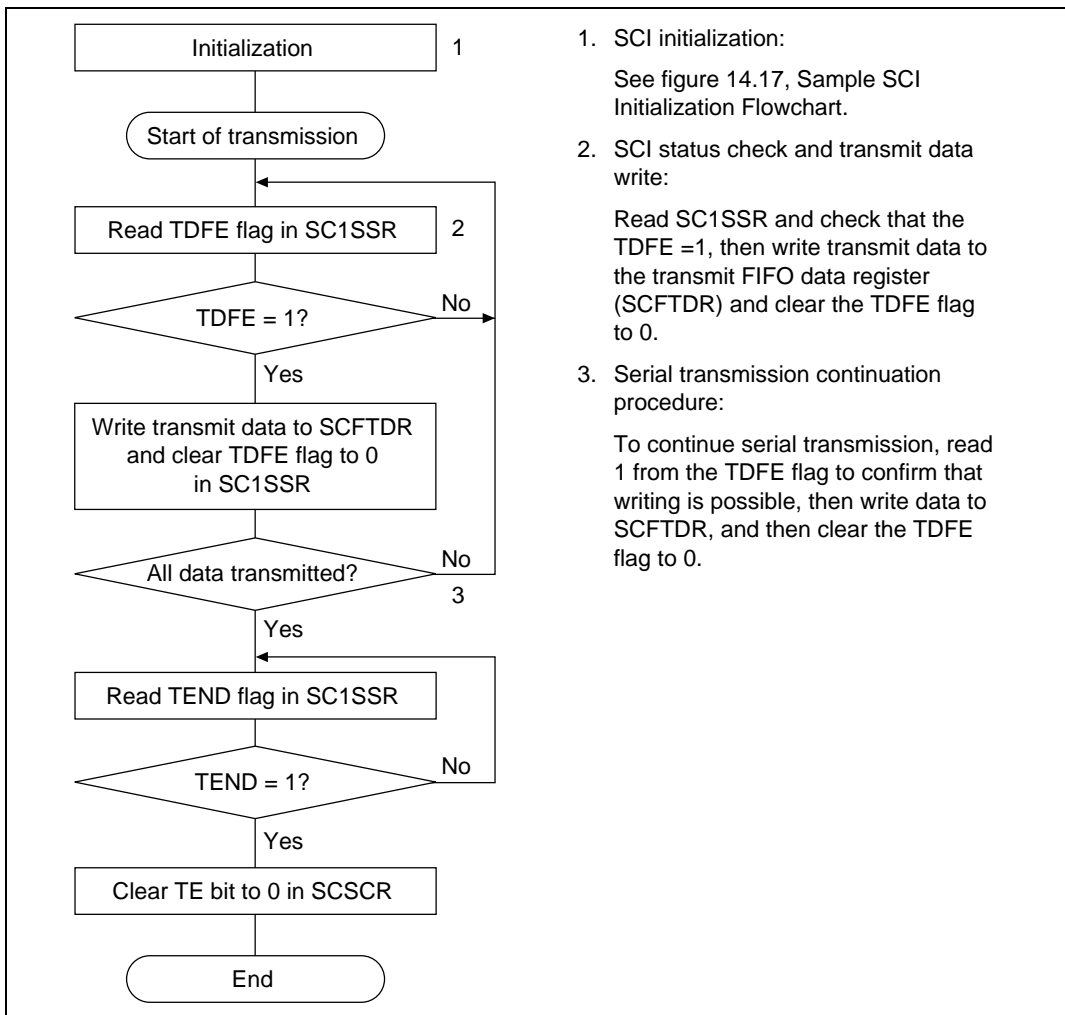 Initialization
1
Start of transmission
Read TDFE flag in SC1SSR
2
TDFE = 1?
No
Yes
Write transmit data to SCFTDR
and clear TDFE flag to 0
in SC1SSR
All data transmitted?
No
3
Yes
Read TEND flag in SC1SSR
TEND = 1?
No
Yes
Clear TE bit to 0 in SCSCR
End
1. SCI initialization:
See figure 14.17, Sample SCI
Initialization Flowchart.
2. SCI status check and transmit data
write:
Read SC1SSR and check that the
TDFE =1, then write transmit data to
the transmit FIFO data register
(SCFTDR) and clear the TDFE flag
to 0.
3. Serial transmission continuation
procedure:
To continue serial transmission, read
1 from the TDFE flag to confirm that
writing is possible, then write data to
SCFTDR, and then clear the TDFE
flag to 0.